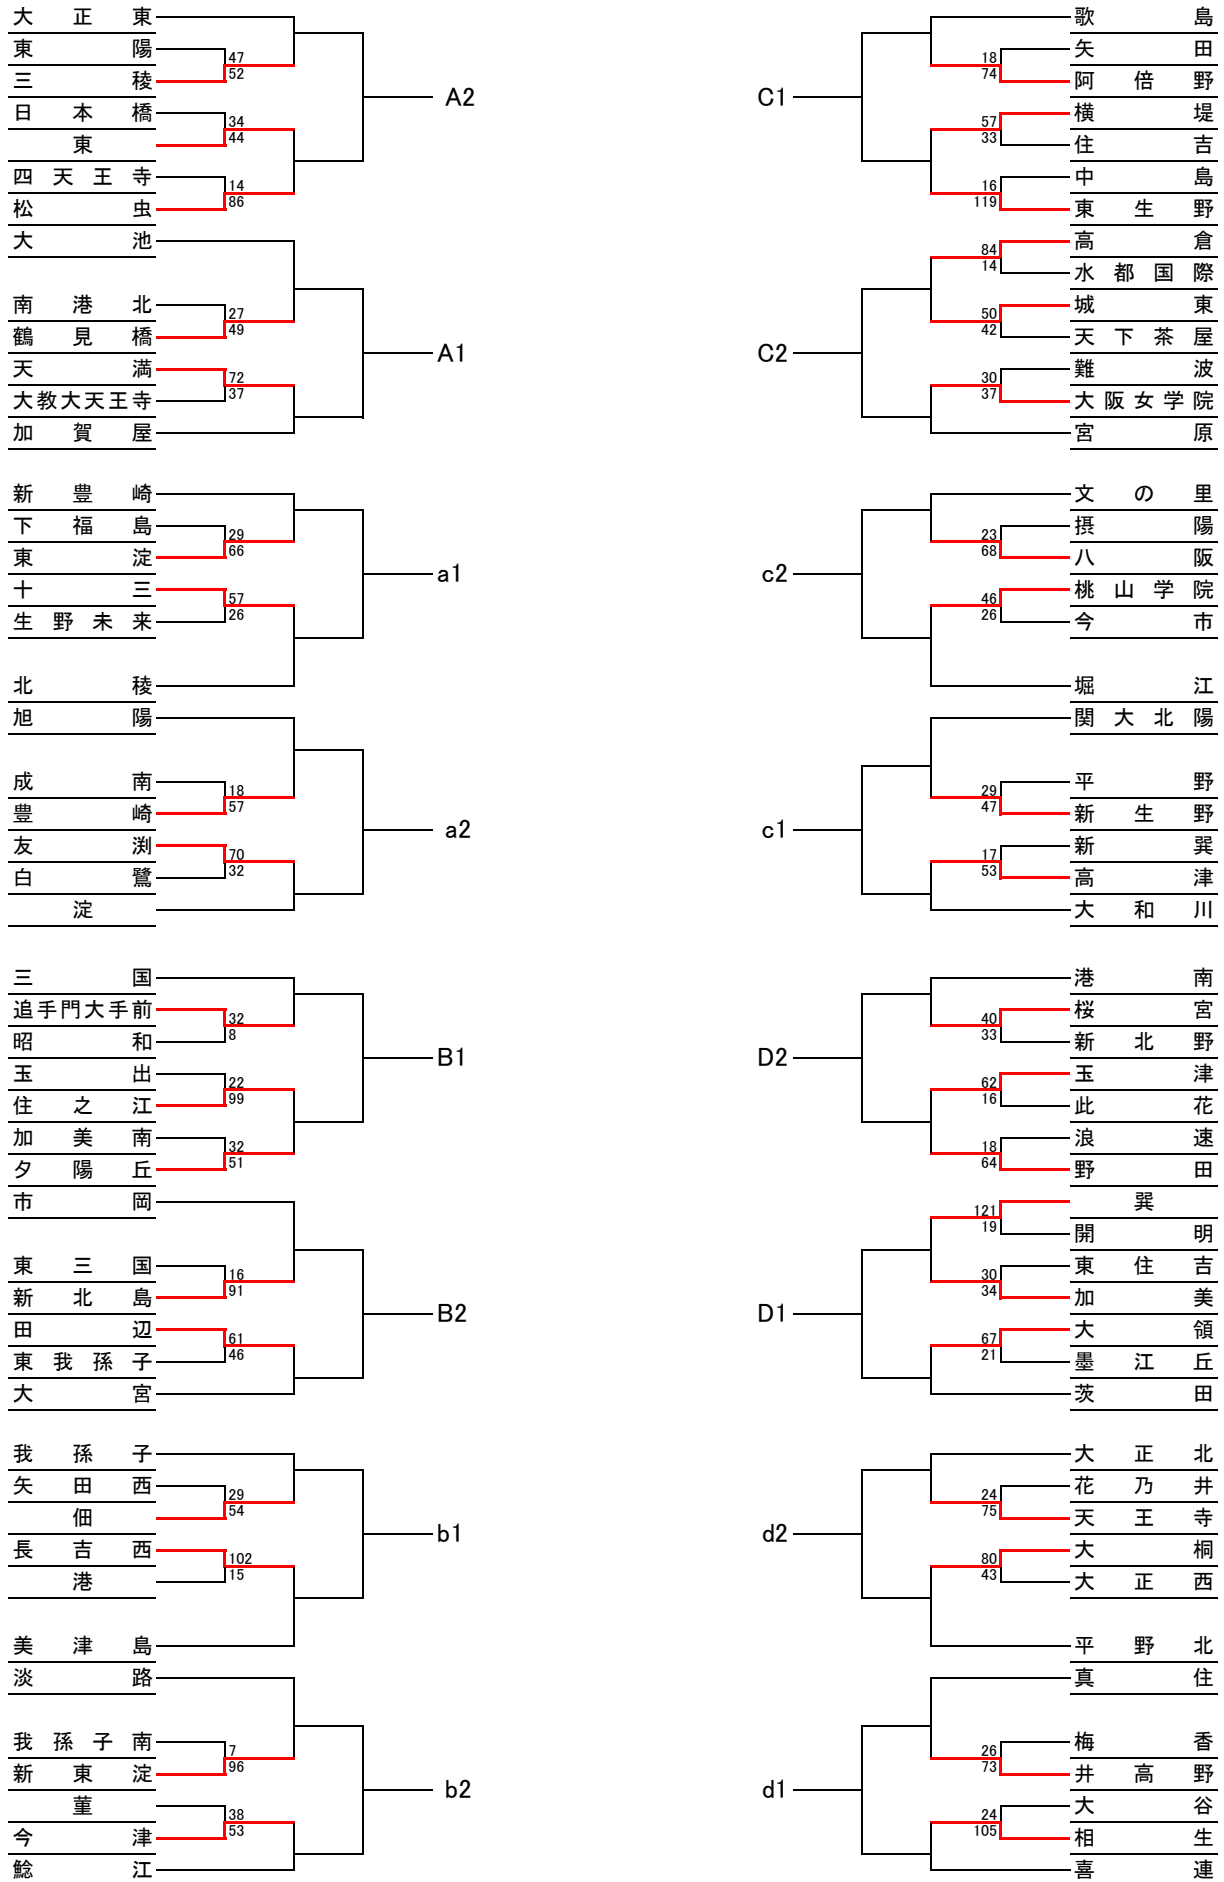 大正東
東陽
47
52
三稜
A2
日本橋
34
44
東
四天王寺
14
86
松虫
大池
南港北
27
49
鶴見橋
A1
天満
72
37
大教大天王寺
加賀屋
新豊崎
下福島
29
66
東淀
a1
十三
57
26
生野未来
北稜
旭陽
成南
18
57
豊崎
a2
友渕
70
32
白鷺
淀
三国
追手門大手前
32
8
昭和
B1
玉出
22
99
住之江
加美南
32
51
夕陽丘
市岡
東三国
16
91
新北島
B2
田辺
61
46
東我孫子
大宮
我孫子
矢田西
29
54
佃
b1
長吉西
102
15
港
美津島
淡路
我孫子南
7
96
新東淀
b2
菫
38
53
今津
鯰江
歌島
矢田
18
74
阿倍野
C1
横堤
57
33
住吉
中島
16
119
東生野
高倉
84
14
水都国際
城東
50
42
天下茶屋
C2
難波
30
37
大阪女学院
宮原
文の里
摂陽
23
68
八阪
c2
桃山学院
46
26
今市
堀江
関大北陽
平野
29
47
新生野
c1
新巽
17
53
高津
大和川
港南
桜宮
40
33
新北野
D2
玉津
62
16
此花
浪速
18
64
野田
巽
121
19
開明
東住吉
30
34
加美
D1
大領
67
21
墨江丘
茨田
大正北
花乃井
24
75
天王寺
d2
大桐
80
43
大正西
平野北
真住
梅香
26
73
井高野
d1
大谷
24
105
相生
喜連